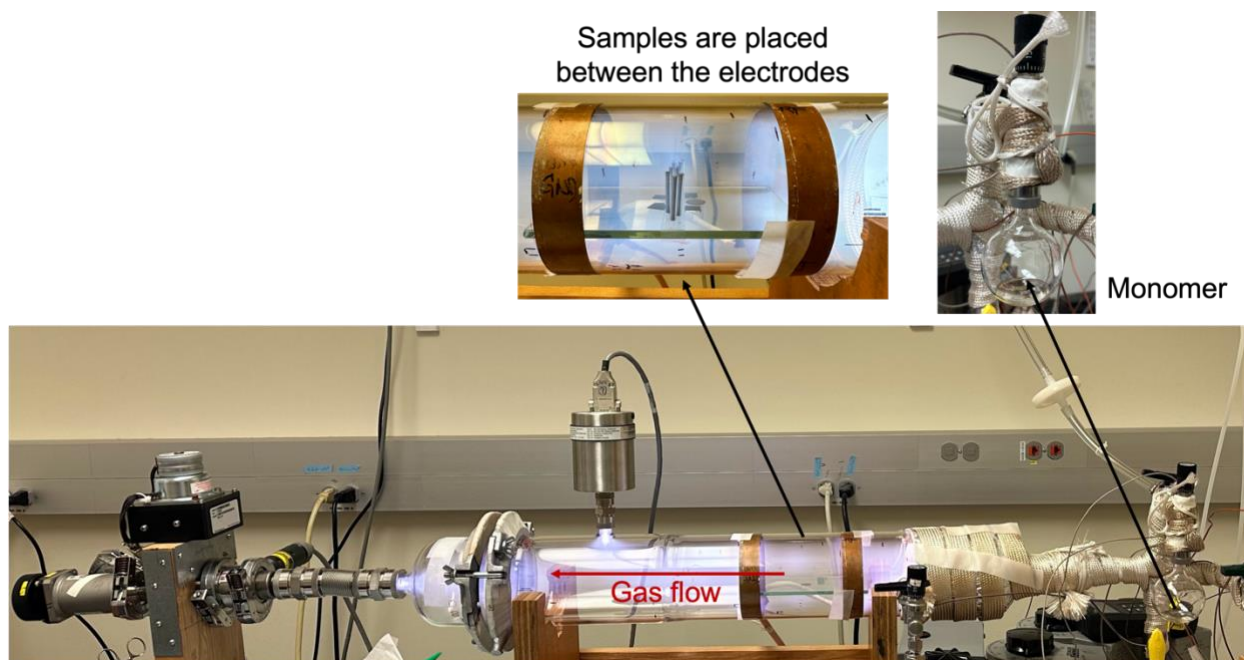 Samples are placed
between the electrodes
Monomer
Gas flow